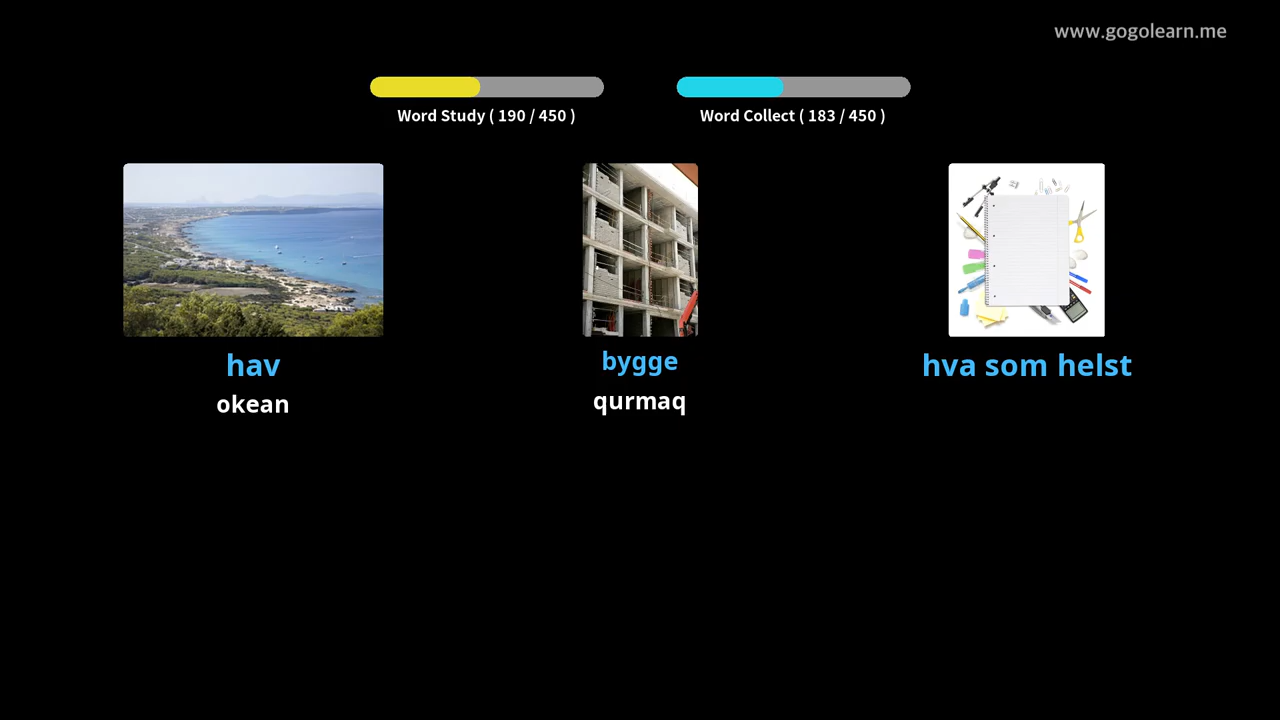 www.gogolearn.me
Word Study ( 190 / 450 )
Word Collect ( 183 / 450 )
hav
okean
bygge
qurmaq
hva som helst